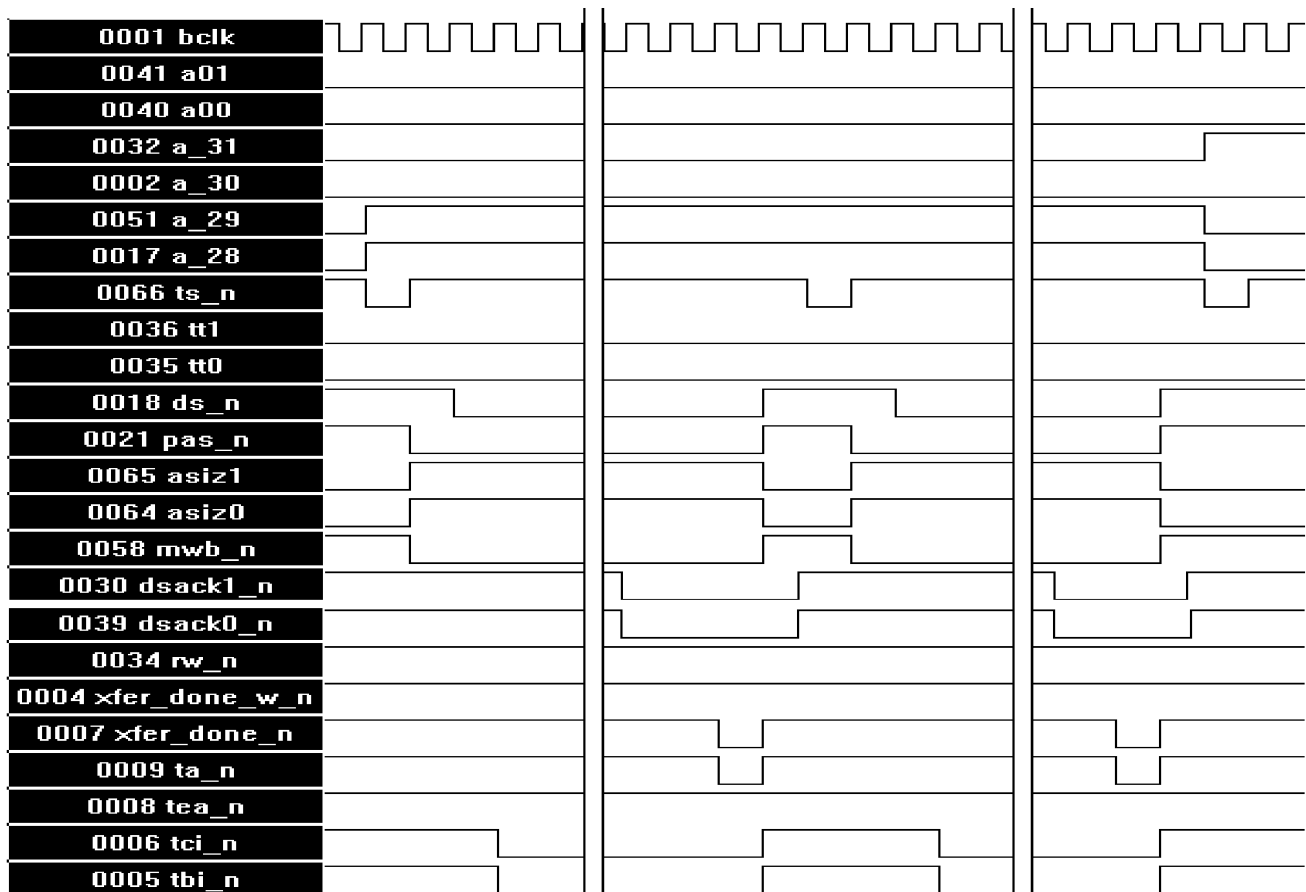 0001 bclk
0041 a01
0040 a00
0032 a_31
0002 a_30
0051 a_29
0017 a_28
0066 ts_n
0036 tt1
0035 tt0
0018 ds_n
0021 pas_n
0065 asiz1
0064 asiz0
0058 mwb_n
0030 dsack1_n
0039 dsack0_n
0034 rw_n
0004 xfer_done_w_n
0007 xfer_done_n
0009 ta_n
0008 tea_n
0006 tci_n
0005 tbi_n